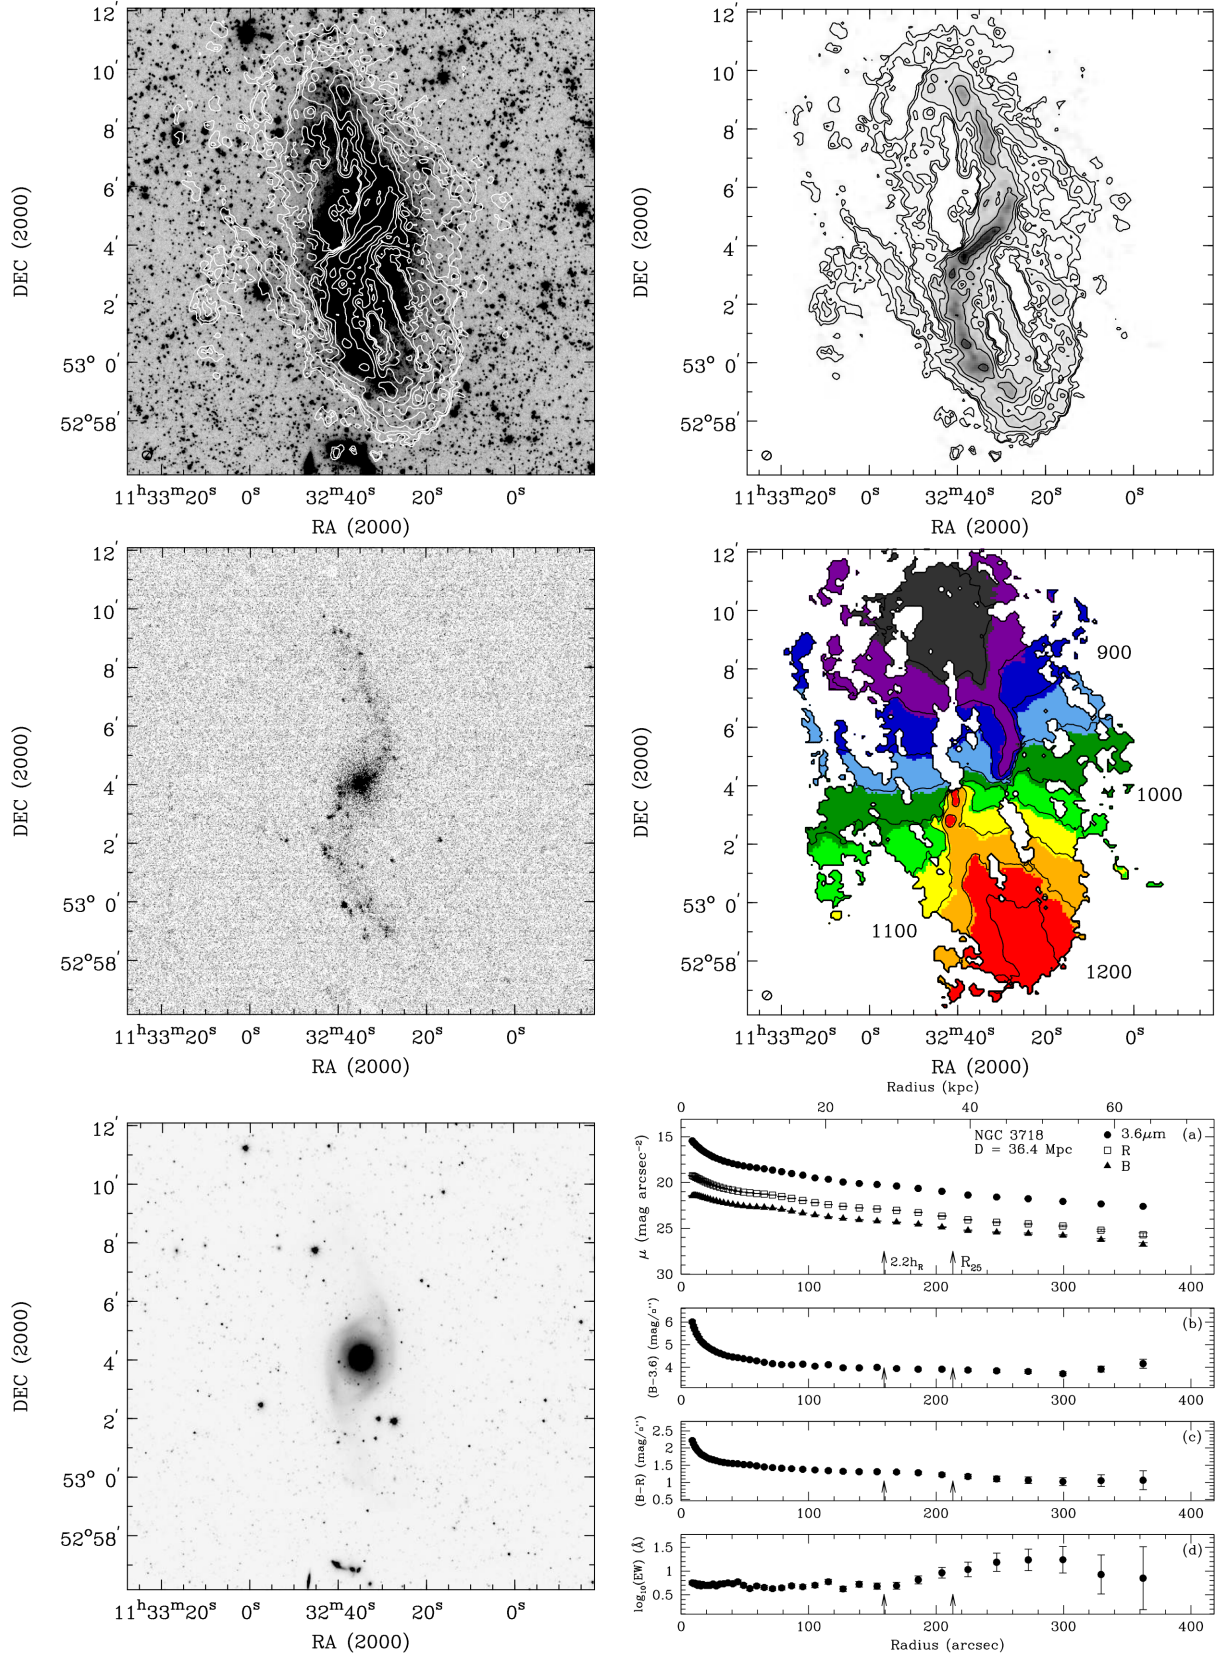 12′
10′
8′
6′
4′
2′
53° 0′
52°58′
DEC (2000)
11ʰ33ᵐ20ˢ 0ˢ 32ᵐ40ˢ 20ˢ 0ˢ
RA (2000)
12′
10′
8′
6′
4′
2′
53° 0′
52°58′
DEC (2000)
11ʰ33ᵐ20ˢ 0ˢ 32ᵐ40ˢ 20ˢ 0ˢ
RA (2000)
12′
10′
8′
6′
4′
2′
53° 0′
52°58′
DEC (2000)
11ʰ33ᵐ20ˢ 0ˢ 32ᵐ40ˢ 20ˢ 0ˢ
RA (2000)
12′
10′
8′
6′
4′
2′
53° 0′
52°58′
DEC (2000)
900
1000
1100
1200
11ʰ33ᵐ20ˢ 0ˢ 32ᵐ40ˢ 20ˢ 0ˢ
RA (2000)
12′
10′
8′
6′
4′
2′
53° 0′
52°58′
DEC (2000)
11ʰ33ᵐ20ˢ 0ˢ 32ᵐ40ˢ 20ˢ 0ˢ
RA (2000)
Radius (kpc)
0 20 40 60
NGC 3718
D = 36.4 Mpc
3.6μm (a)
R
B
15
20
25
30
μ (mag arcsec⁻²)
2.2h_R R₂₅
0 100 200 300 400
(b)
6
5
4
(B−3.6) (mag/□″)
0 100 200 300 400
(c)
2.5
2
1.5
1
0.5
(B−R) (mag/□″)
0 100 200 300 400
(d)
1.5
1
0.5
log₁₀(EW) (Å)
0 100 200 300 400
Radius (arcsec)